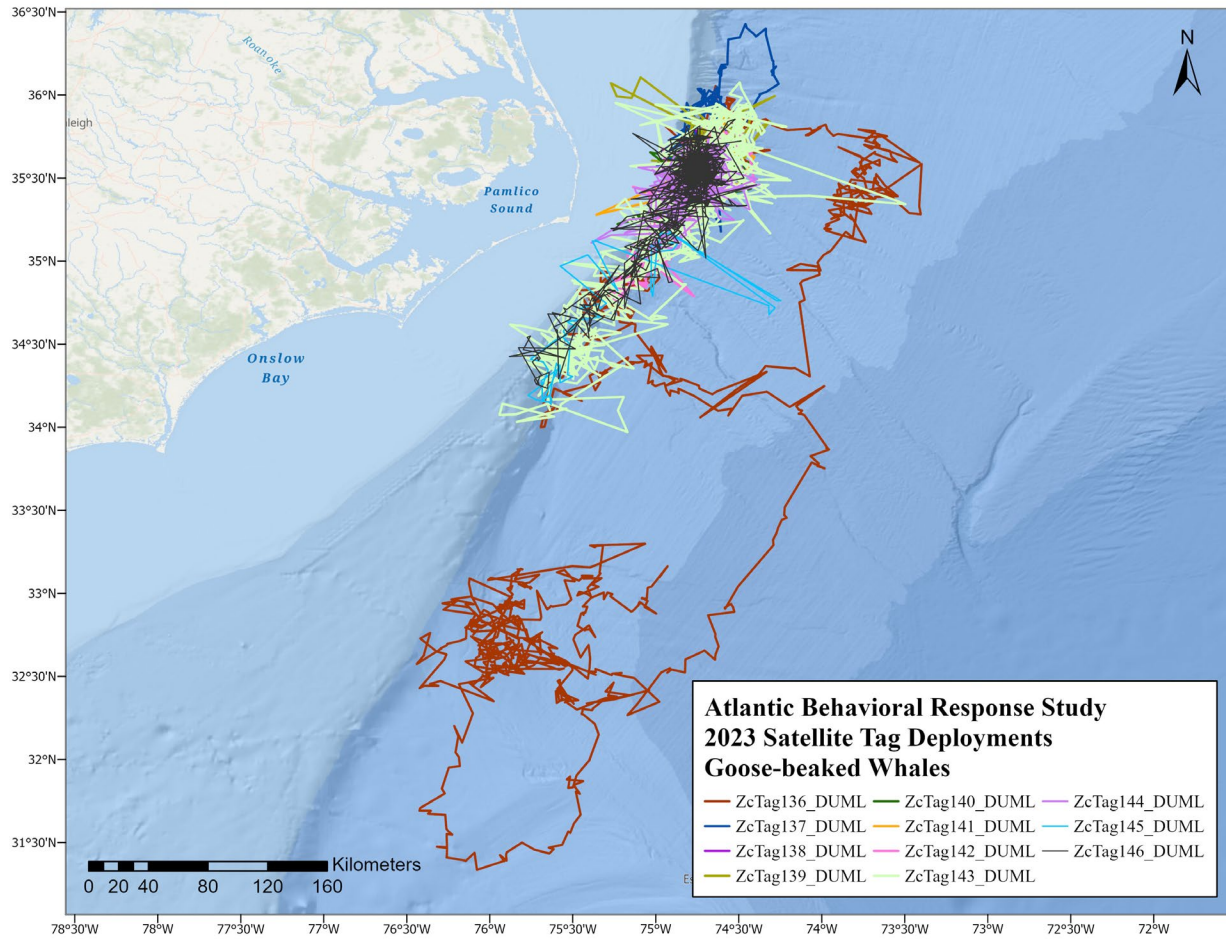 36°30'N
36°N
35°30'N
35°N
34°30'N
34°N
33°30'N
33°N
32°30'N
32°N
31°30'N
Roanoke
leigh
Pamlico
Sound
Onslow
Bay
N
Atlantic Behavioral Response Study
2023 Satellite Tag Deployments
Goose-beaked Whales
ZcTag136_DUML ZcTag140_DUML ZcTag144_DUML
ZcTag137_DUML ZcTag141_DUML ZcTag145_DUML
ZcTag138_DUML ZcTag142_DUML ZcTag146_DUML
ZcTag139_DUML ZcTag143_DUML
Kilometers
0 20 40 80 120 160
78°30'W 78°W 77°30'W 77°W 76°30'W 76°W 75°30'W 75°W 74°30'W 74°W 73°30'W 73°W 72°30'W 72°W